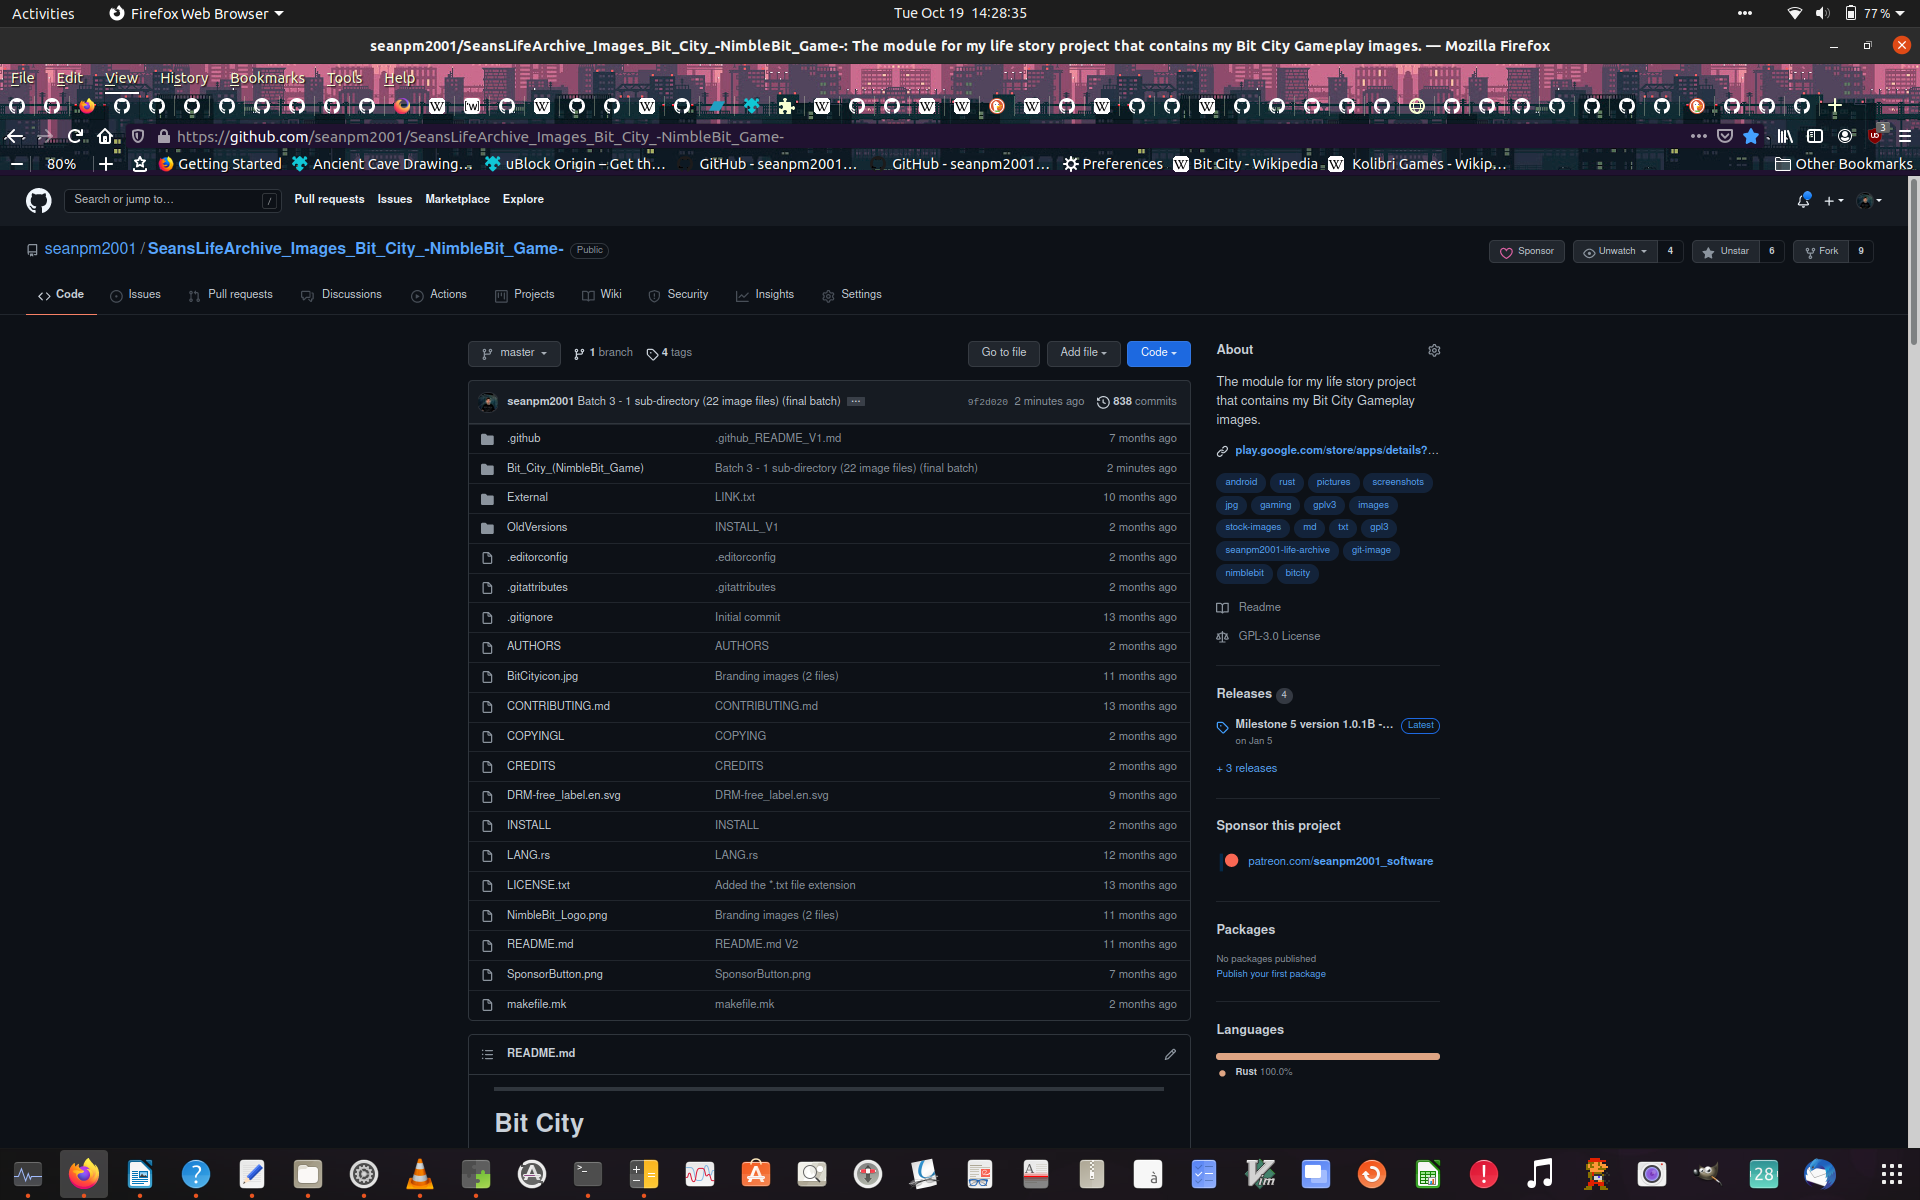 Activities
Firefox Web Browser
Tue Oct 19 14:28:35
77 %
seanpm2001/SeansLifeArchive_Images_Bit_City_-NimbleBit_Game-: The module for my life story project that contains my Bit City Gameplay images. — Mozilla Firefox
File Edit View History Bookmarks Tools Help
https://github.com/seanpm2001/SeansLifeArchive_Images_Bit_City_-NimbleBit_Game-
3
80%
Getting Started
Ancient Cave Drawing…
uBlock Origin – Get th…
GitHub - seanpm2001…
GitHub - seanpm2001…
Preferences
Bit City - Wikipedia
Kolibri Games - Wikip…
Other Bookmarks
Search or jump to…
/
Pull requests Issues Marketplace Explore
seanpm2001 / SeansLifeArchive_Images_Bit_City_-NimbleBit_Game- Public
Sponsor
Unwatch 4
Unstar 6
Fork 9
Code Issues Pull requests Discussions Actions Projects Wiki Security Insights Settings
master 1 branch 4 tags
Go to file Add file Code
seanpm2001 Batch 3 - 1 sub-directory (22 image files) (final batch) … 9f2d020 2 minutes ago 838 commits
.github .github_README_V1.md 7 months ago
Bit_City_(NimbleBit_Game) Batch 3 - 1 sub-directory (22 image files) (final batch) 2 minutes ago
External LINK.txt 10 months ago
OldVersions INSTALL_V1 2 months ago
.editorconfig .editorconfig 2 months ago
.gitattributes .gitattributes 2 months ago
.gitignore Initial commit 13 months ago
AUTHORS AUTHORS 2 months ago
BitCityicon.jpg Branding images (2 files) 11 months ago
CONTRIBUTING.md CONTRIBUTING.md 13 months ago
COPYINGL COPYING 2 months ago
CREDITS CREDITS 2 months ago
DRM-free_label.en.svg DRM-free_label.en.svg 9 months ago
INSTALL INSTALL 2 months ago
LANG.rs LANG.rs 12 months ago
LICENSE.txt Added the *.txt file extension 13 months ago
NimbleBit_Logo.png Branding images (2 files) 11 months ago
README.md README.md V2 11 months ago
SponsorButton.png SponsorButton.png 7 months ago
makefile.mk makefile.mk 2 months ago
README.md
Bit City
About
The module for my life story project
that contains my Bit City Gameplay
images.
play.google.com/store/apps/details?…
android rust pictures screenshots
jpg gaming gplv3 images
stock-images md txt gpl3
seanpm2001-life-archive git-image
nimblebit bitcity
Readme
GPL-3.0 License
Releases 4
Milestone 5 version 1.0.1B -… Latest
on Jan 5
+ 3 releases
Sponsor this project
patreon.com/seanpm2001_software
Packages
No packages published
Publish your first package
Languages
Rust 100.0%
28